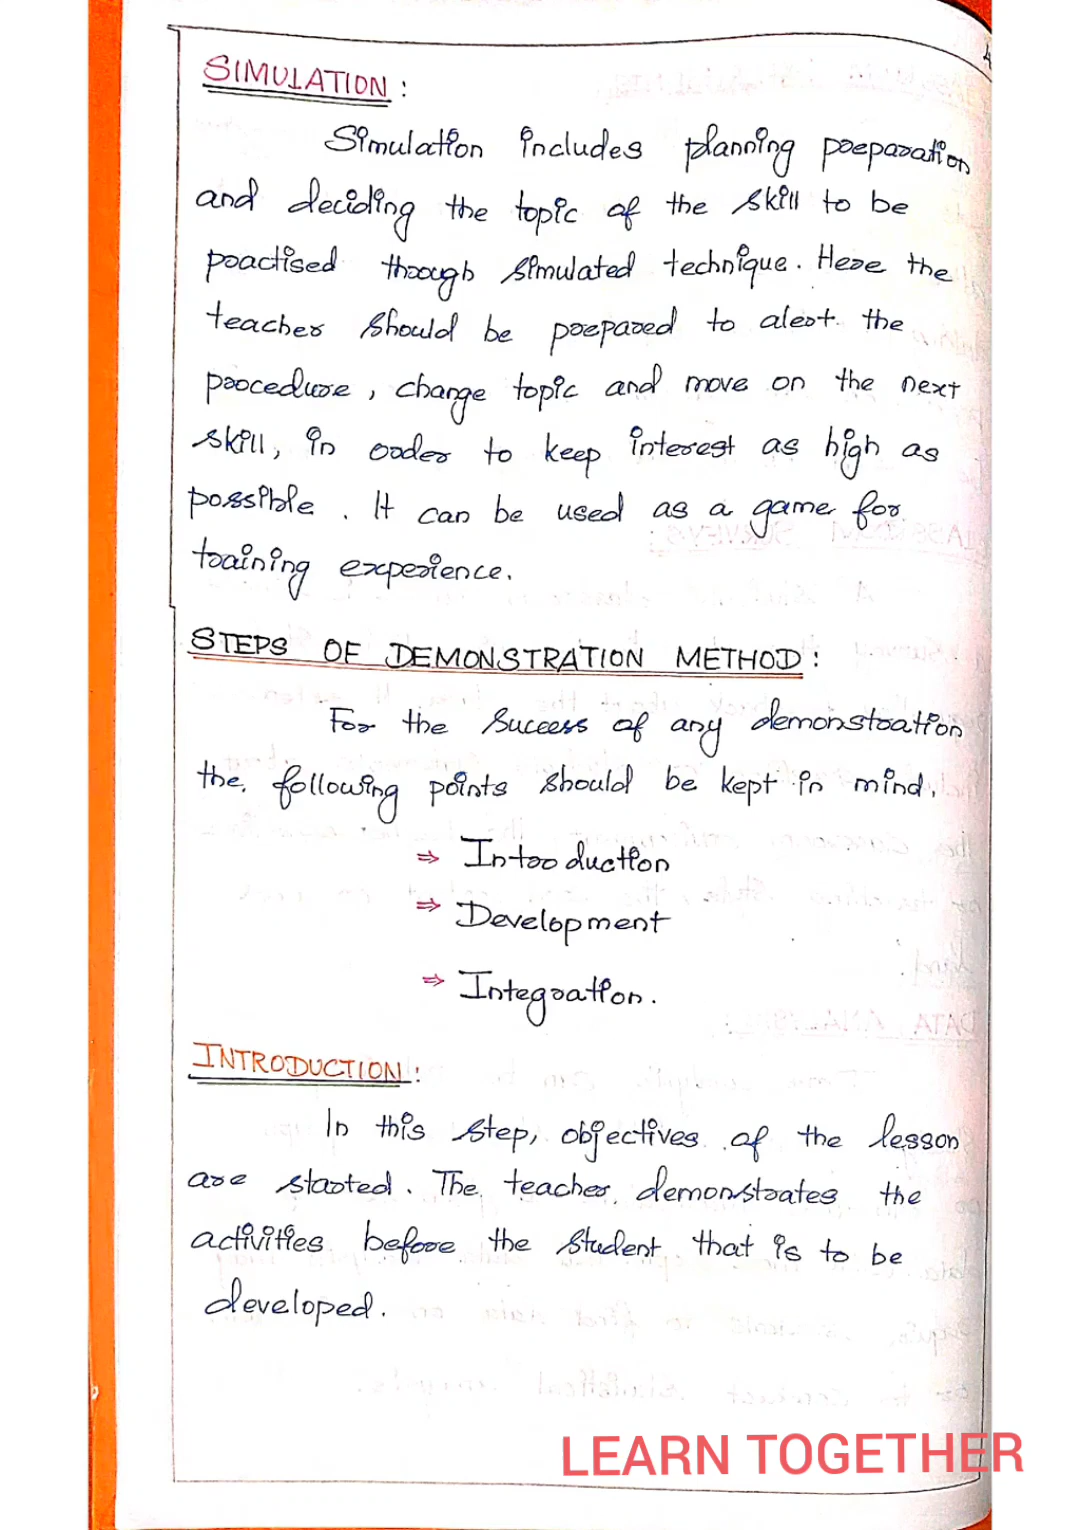 SIMULATION :
Simulation includes planning preparation
and deciding the topic of the skill to be
practised through simulated technique. Here the
teacher should be prepared to alert the
procedure, change topic and move on the next
skill, in order to keep interest as high as
possible. It can be used as a game for
training experience.
STEPS OF DEMONSTRATION METHOD :
For the success of any demonstration
the following points should be kept in mind.
⇒ Introduction
⇒ Development
⇒ Integration.
INTRODUCTION :
In this step, objectives of the lesson
are started. The teacher demonstrates the
activities before the student that is to be
developed.
LEARN TOGETHER